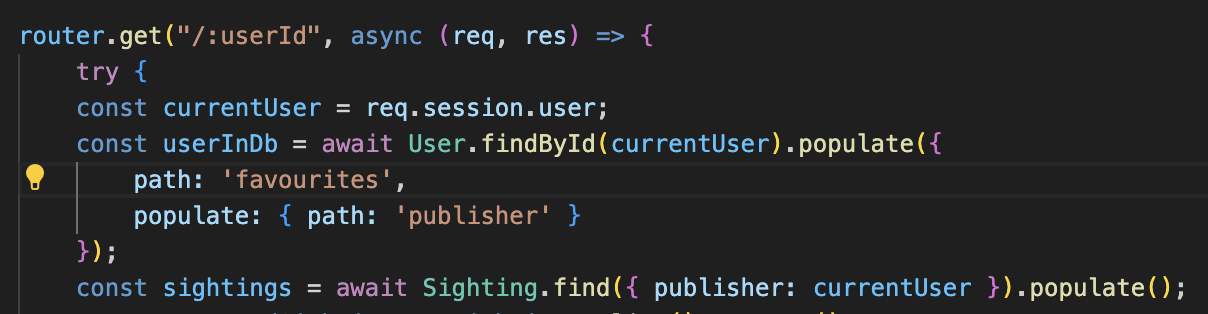 router.get("/:userId", async (req, res) => {
try {
const currentUser = req.session.user;
const userInDb = await User.findById(currentUser).populate({
path: 'favourites',
populate: { path: 'publisher' }
});
const sightings = await Sighting.find({ publisher: currentUser }).populate();